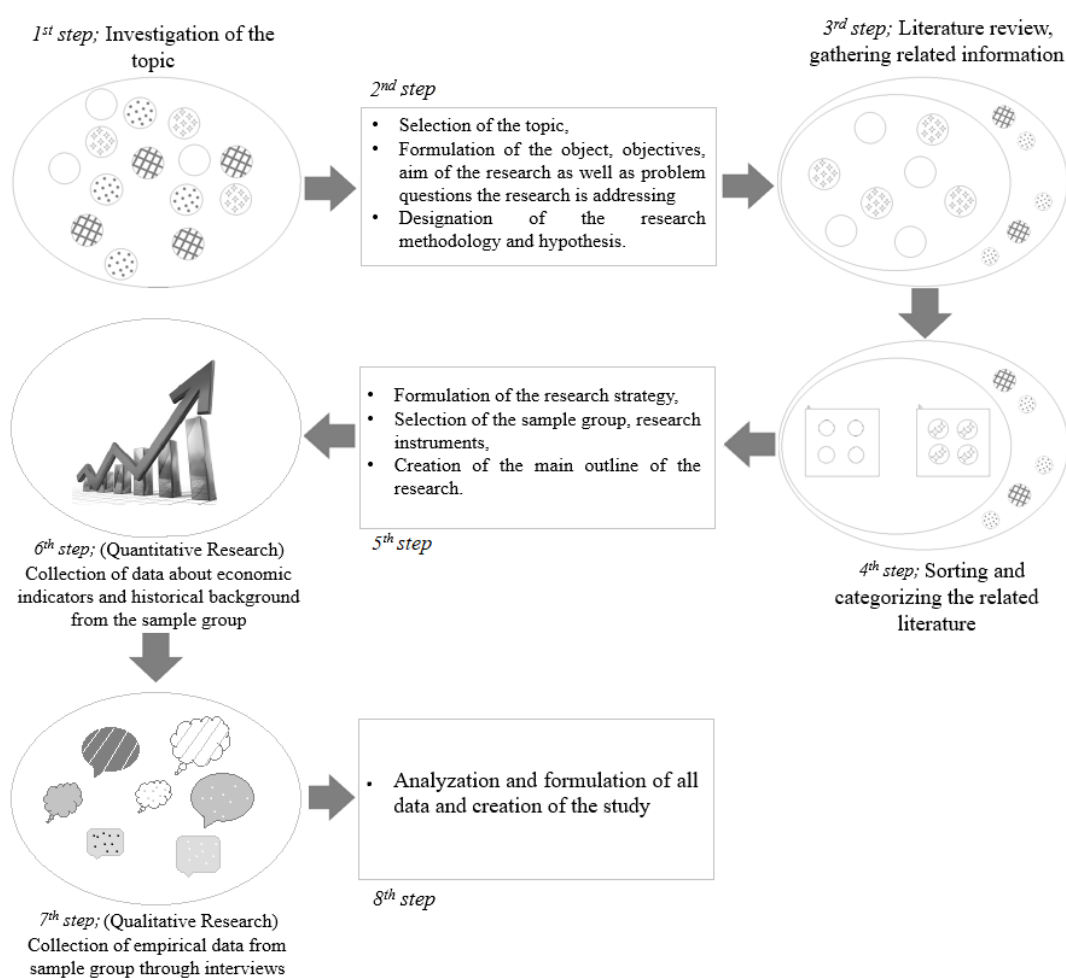 1st step; Investigation of the
topic
2nd step
• Selection of the topic,
• Formulation of the object, objectives,
aim of the research as well as problem
questions the research is addressing
• Designation of the research
methodology and hypothesis.
3rd step; Literature review,
gathering related information
4th step; Sorting and
categorizing the related
literature
• Formulation of the research strategy,
• Selection of the sample group, research
instruments,
• Creation of the main outline of the
research.
5th step
6th step; (Quantitative Research)
Collection of data about economic
indicators and historical background
from the sample group
7th step; (Qualitative Research)
Collection of empirical data from
sample group through interviews
• Analyzation and formulation of all
data and creation of the study
8th step